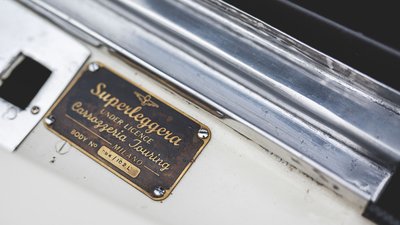 Superleggera
UNDER LICENCE
Carrozzeria Touring
MILANO
BODY No